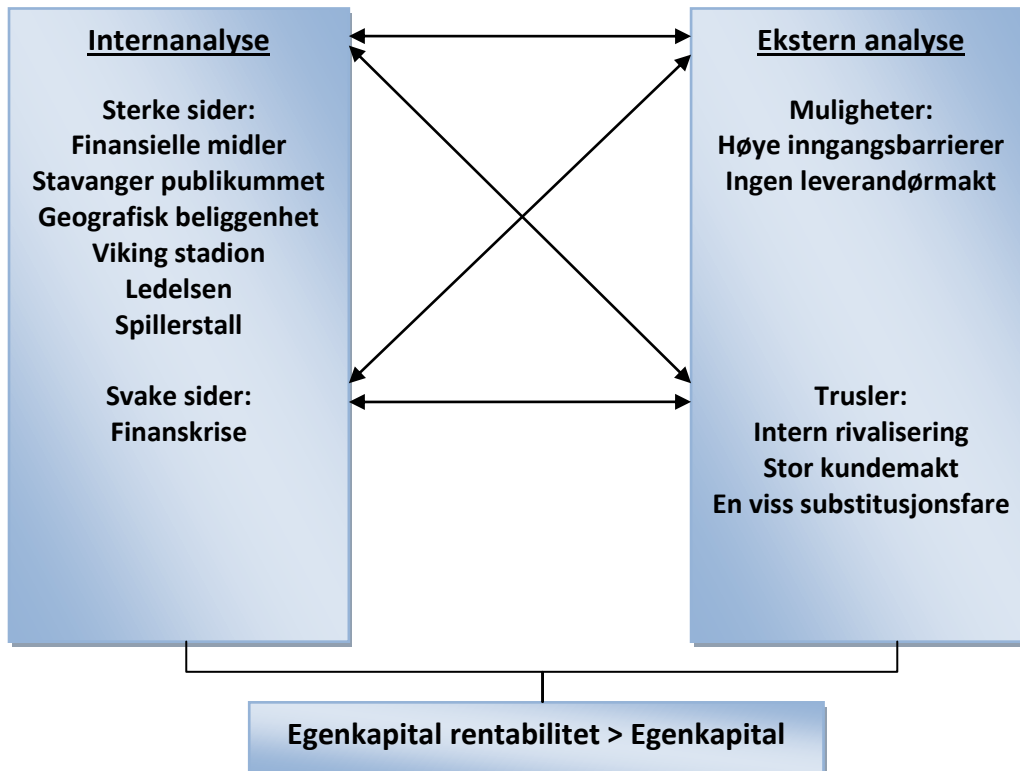 Internanalyse
Sterke sider:
Finansielle midler
Stavanger publikummet
Geografisk beliggenhet
Viking stadion
Ledelsen
Spillerstall
Svake sider:
Finanskrise
Ekstern analyse
Muligheter:
Høye inngangsbarrierer
Ingen leverandørmakt
Trusler:
Intern rivalisering
Stor kundemakt
En viss substitusjonsfare
Egenkapital rentabilitet > Egenkapital